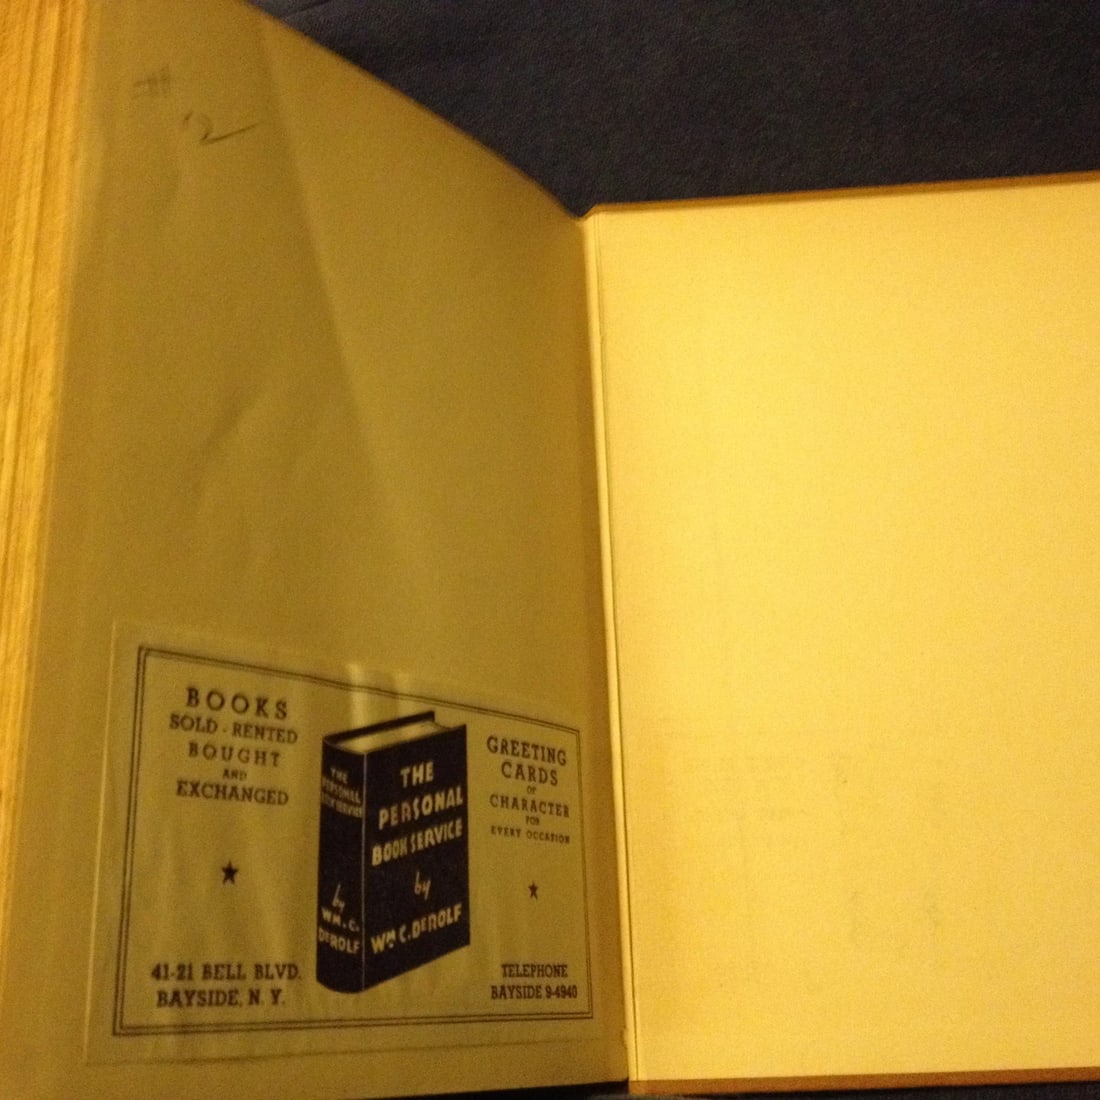 # 2
BOOKS
SOLD - RENTED
BOUGHT
AND
EXCHANGED
41-21 BELL BLVD.
BAYSIDE, N. Y.
THE
PERSONAL
BOOK SERVICE
by
WM. C.
DEROLF
THE
PERSONAL
BOOK SERVICE
by
WM C. DEROLF
GREETING
CARDS
OF
CHARACTER
FOR
EVERY OCCASION
TELEPHONE
BAYSIDE 9-4940